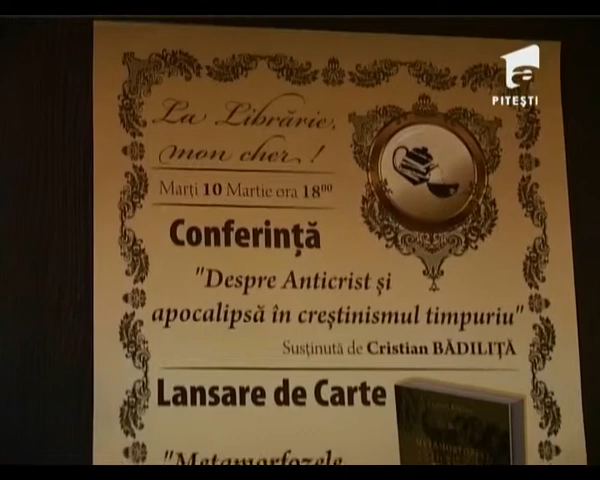 PITEȘTI
La Librărie,
mon cher!
Marți 10 Martie ora 18⁰⁰
Conferință
"Despre Anticrist și
apocalipsă în creștinismul timpuriu"
Susținută de Cristian BĂDILIȚĂ
Lansare de Carte
"Metamorfozele